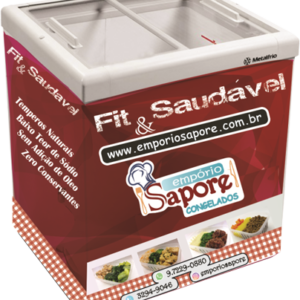 Metalfrio
Fit & Saudável
Fit & Saudável
Temperos Naturais
Baixo Teor de Sódio
Sem Adição de Óleo
Zero Conservantes
www.emporiosapore.com.br
empório
Sapore
CONGELADOS
3294-9046
9.7229-0880
emporiosapore